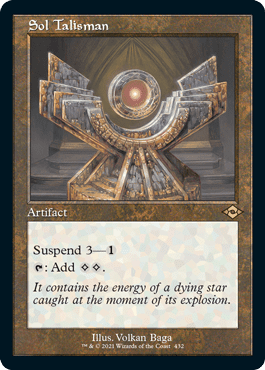 Sol Talisman
Artifact
Suspend 3—1
: Add .
It contains the energy of a dying star
caught at the moment of its explosion.
Illus. Volkan Baga
™ & © 2021 Wizards of the Coast 432